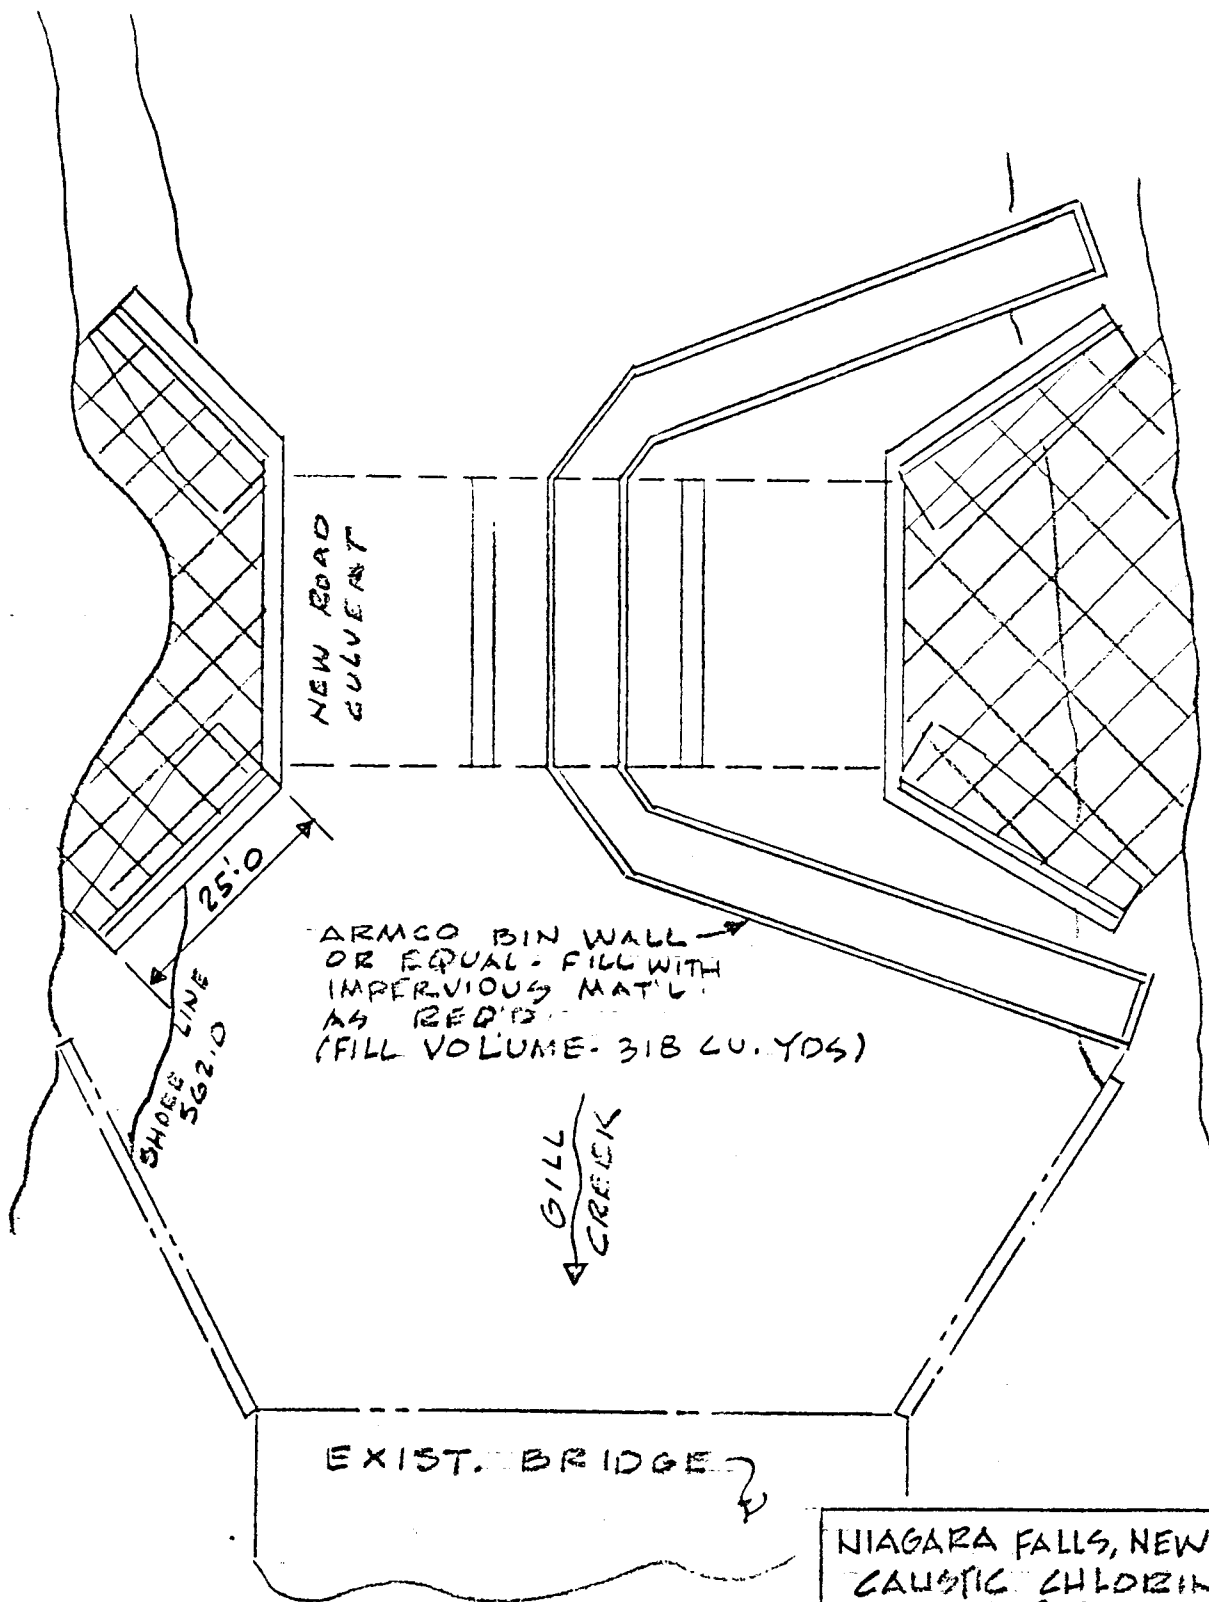 NEW ROAD
CULVERT
25'.0
SHORE LINE
562.0
ARMCO BIN WALL
OR EQUAL - FILL WITH
IMPERVIOUS MAT'L.
AS REQ'D
(FILL VOLUME - 318 CU. YDS)
GILL
CREEK
EXIST. BRIDGE
NIAGARA FALLS, NEW
CAUSTIC CHLORIN